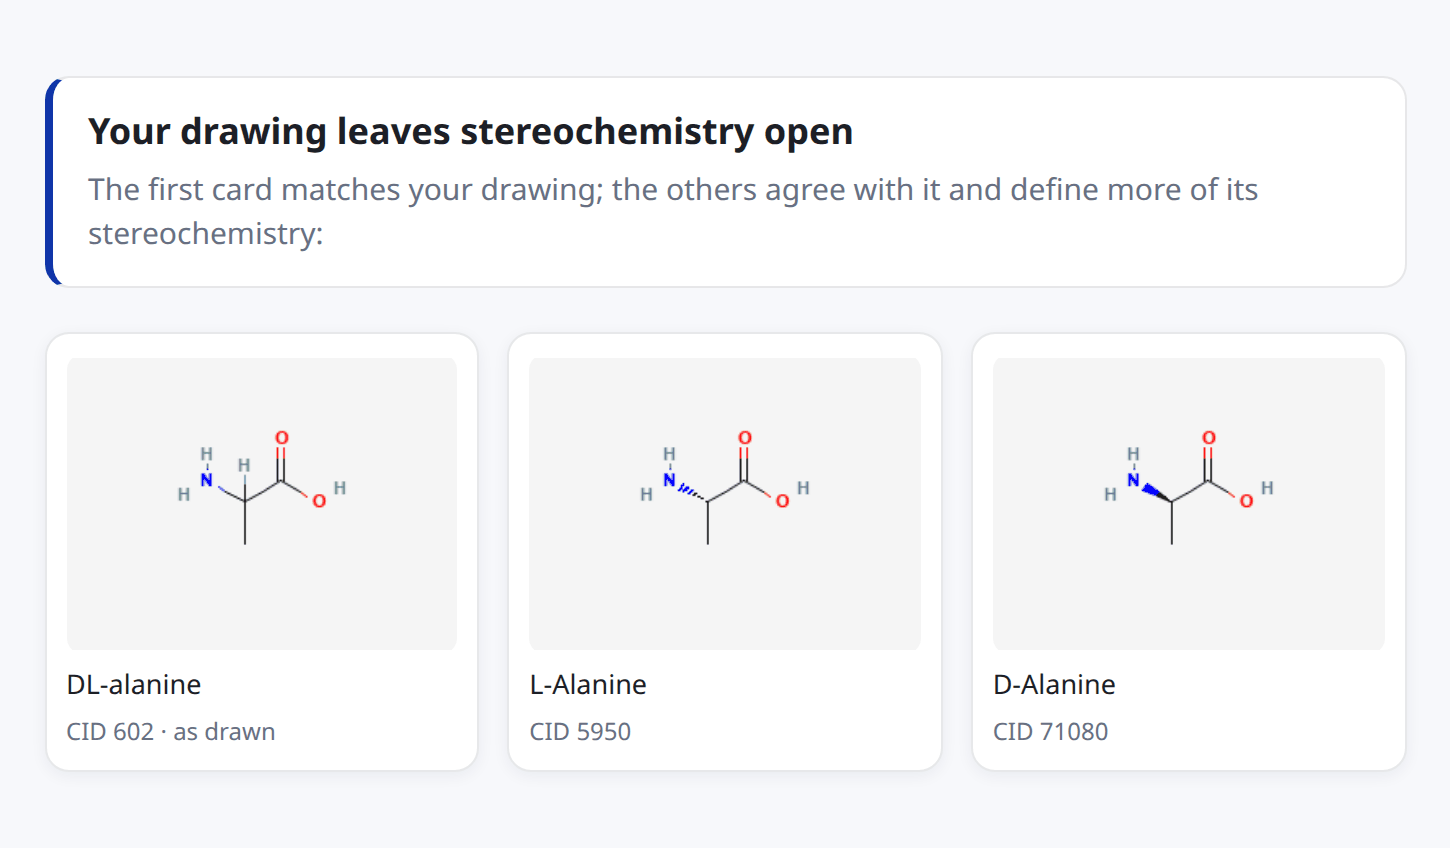 Your drawing leaves stereochemistry open
The first card matches your drawing; the others agree with it and define more of its
stereochemistry:
O
H
H
N
H
H
O
DL-alanine
CID 602 · as drawn
O
H
N
H
H
O
L-Alanine
CID 5950
O
H
N
H
H
O
D-Alanine
CID 71080